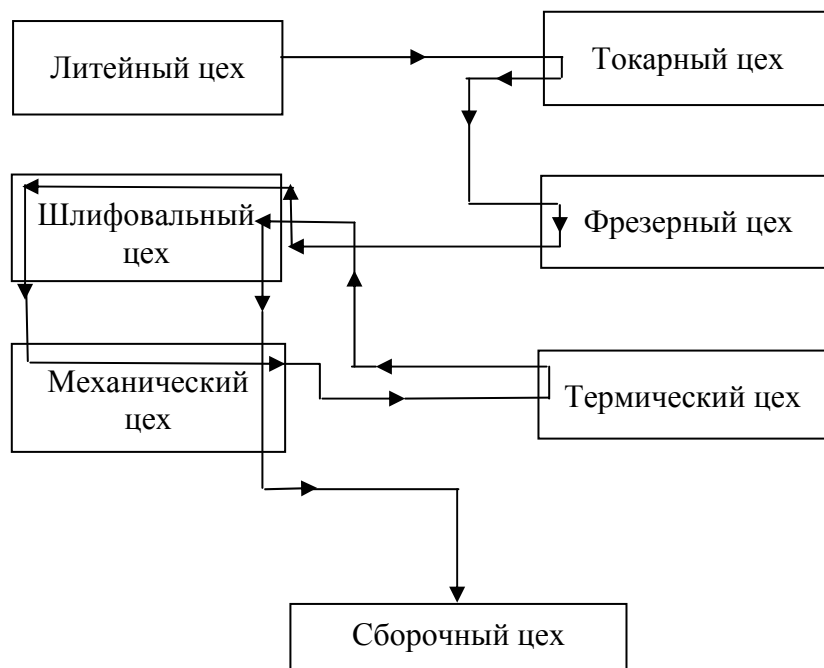 Литейный цех
Токарный цех
Шлифовальный
цех
Фрезерный цех
Механический
цех
Термический цех
Сборочный цех